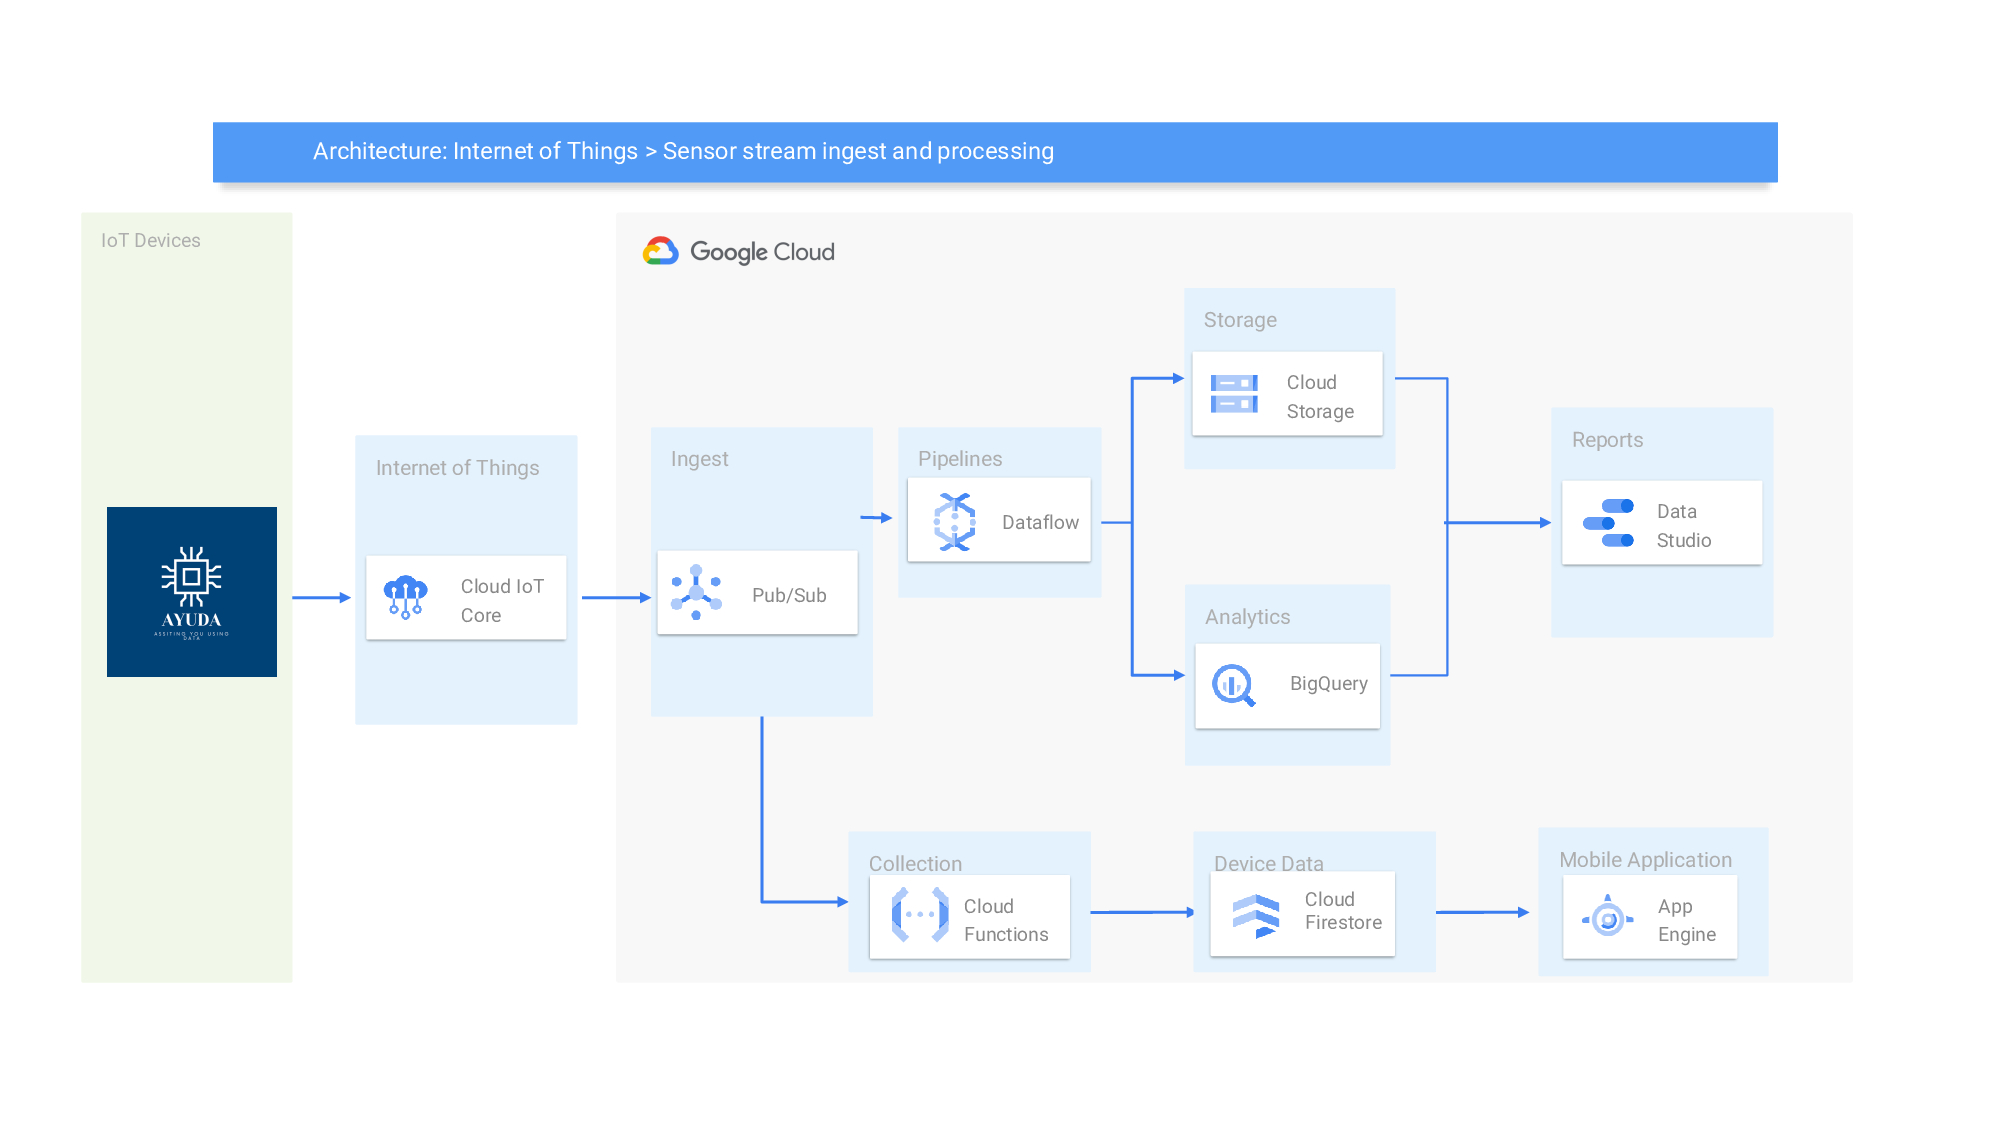 Architecture: Internet of Things > Sensor stream ingest and processing
IoT Devices
AYUDA
ASSITING YOU USING
DATA
Internet of Things
Cloud IoT
Core
Google Cloud
Ingest
Pub/Sub
Pipelines
Dataflow
Storage
Cloud
Storage
Analytics
BigQuery
Reports
Data
Studio
Collection
Cloud
Functions
Device Data
Cloud
Firestore
Mobile Application
App
Engine